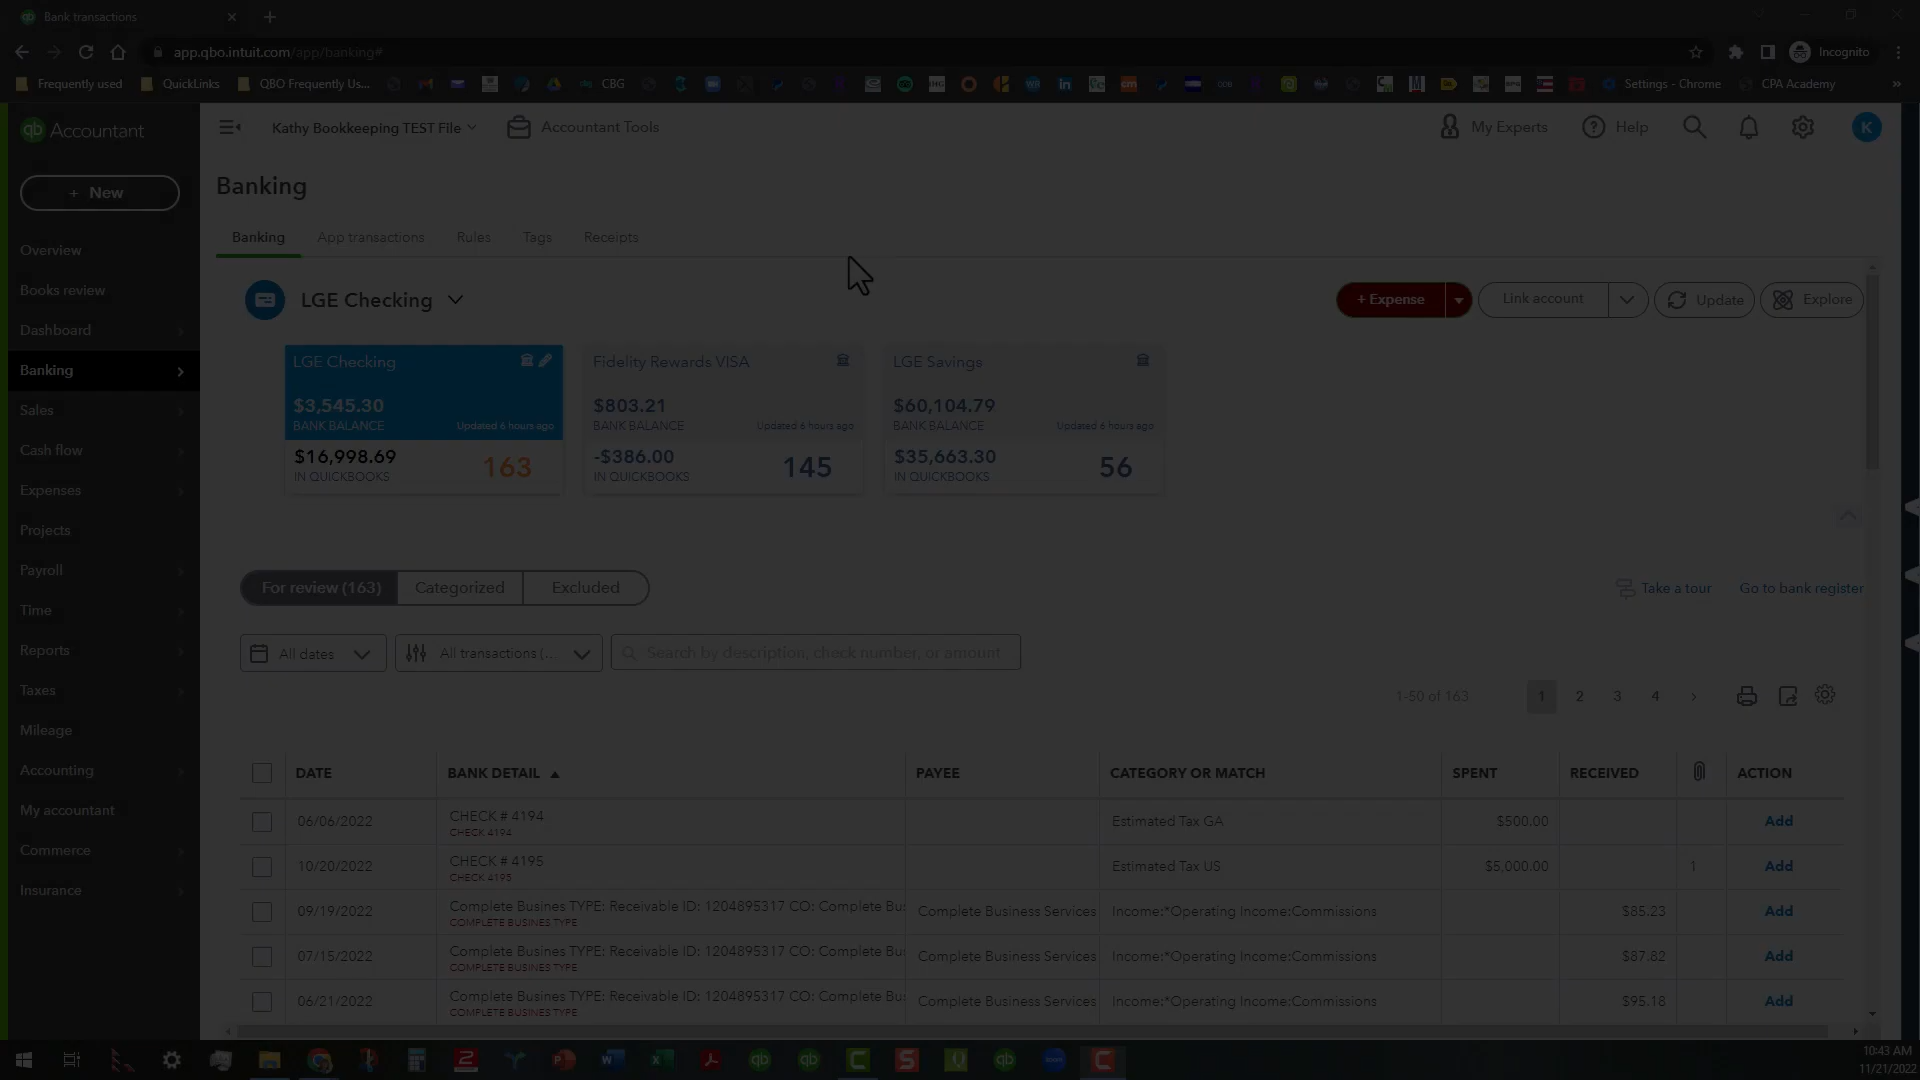 Bank transactions
app.qbo.intuit.com/app/banking#
Incognito
Frequently used
QuickLinks
QBO Frequently Us...
CBG
Settings - Chrome
CPA Academy
qb Accountant
Kathy Bookkeeping TEST FIle
Accountant Tools
My Experts
Help
K
+ New
Overview
Books review
Dashboard
Banking
Sales
Cash flow
Expenses
Projects
Payroll
Time
Reports
Taxes
Mileage
Accounting
My accountant
Commerce
Insurance
Banking
Banking App transactions Rules Tags Receipts
LGE Checking
+ Expense
Link account
Update
Explore
LGE Checking
$3,545.30
BANK BALANCE
Updated 6 hours ago
$16,998.69
IN QUICKBOOKS
163
Fidelity Rewards VISA
$803.21
BANK BALANCE
Updated 6 hours ago
-$386.00
IN QUICKBOOKS
145
LGE Savings
$60,104.79
BANK BALANCE
Updated 6 hours ago
$35,663.30
IN QUICKBOOKS
56
For review (163) Categorized Excluded
Take a tour
Go to bank register
All dates
All transactions (...
Search by description, check number, or amount
1-50 of 163 1 2 3 4 >
DATE BANK DETAIL PAYEE CATEGORY OR MATCH SPENT RECEIVED ACTION
06/06/2022 CHECK # 4194 Estimated Tax GA $500.00 Add
CHECK 4194
10/20/2022 CHECK # 4195 Estimated Tax US $5,000.00 1 Add
CHECK 4195
09/19/2022 Complete Busines TYPE: Receivable ID: 1204895317 CO: Complete Bus Complete Business Services Income:*Operating Income:Commissions $85.23 Add
COMPLETE BUSINES TYPE
07/15/2022 Complete Busines TYPE: Receivable ID: 1204895317 CO: Complete Bus Complete Business Services Income:*Operating Income:Commissions $87.82 Add
COMPLETE BUSINES TYPE
06/21/2022 Complete Busines TYPE: Receivable ID: 1204895317 CO: Complete Bus Complete Business Services Income:*Operating Income:Commissions $95.18 Add
COMPLETE BUSINES TYPE
10:43 AM
11/21/2022